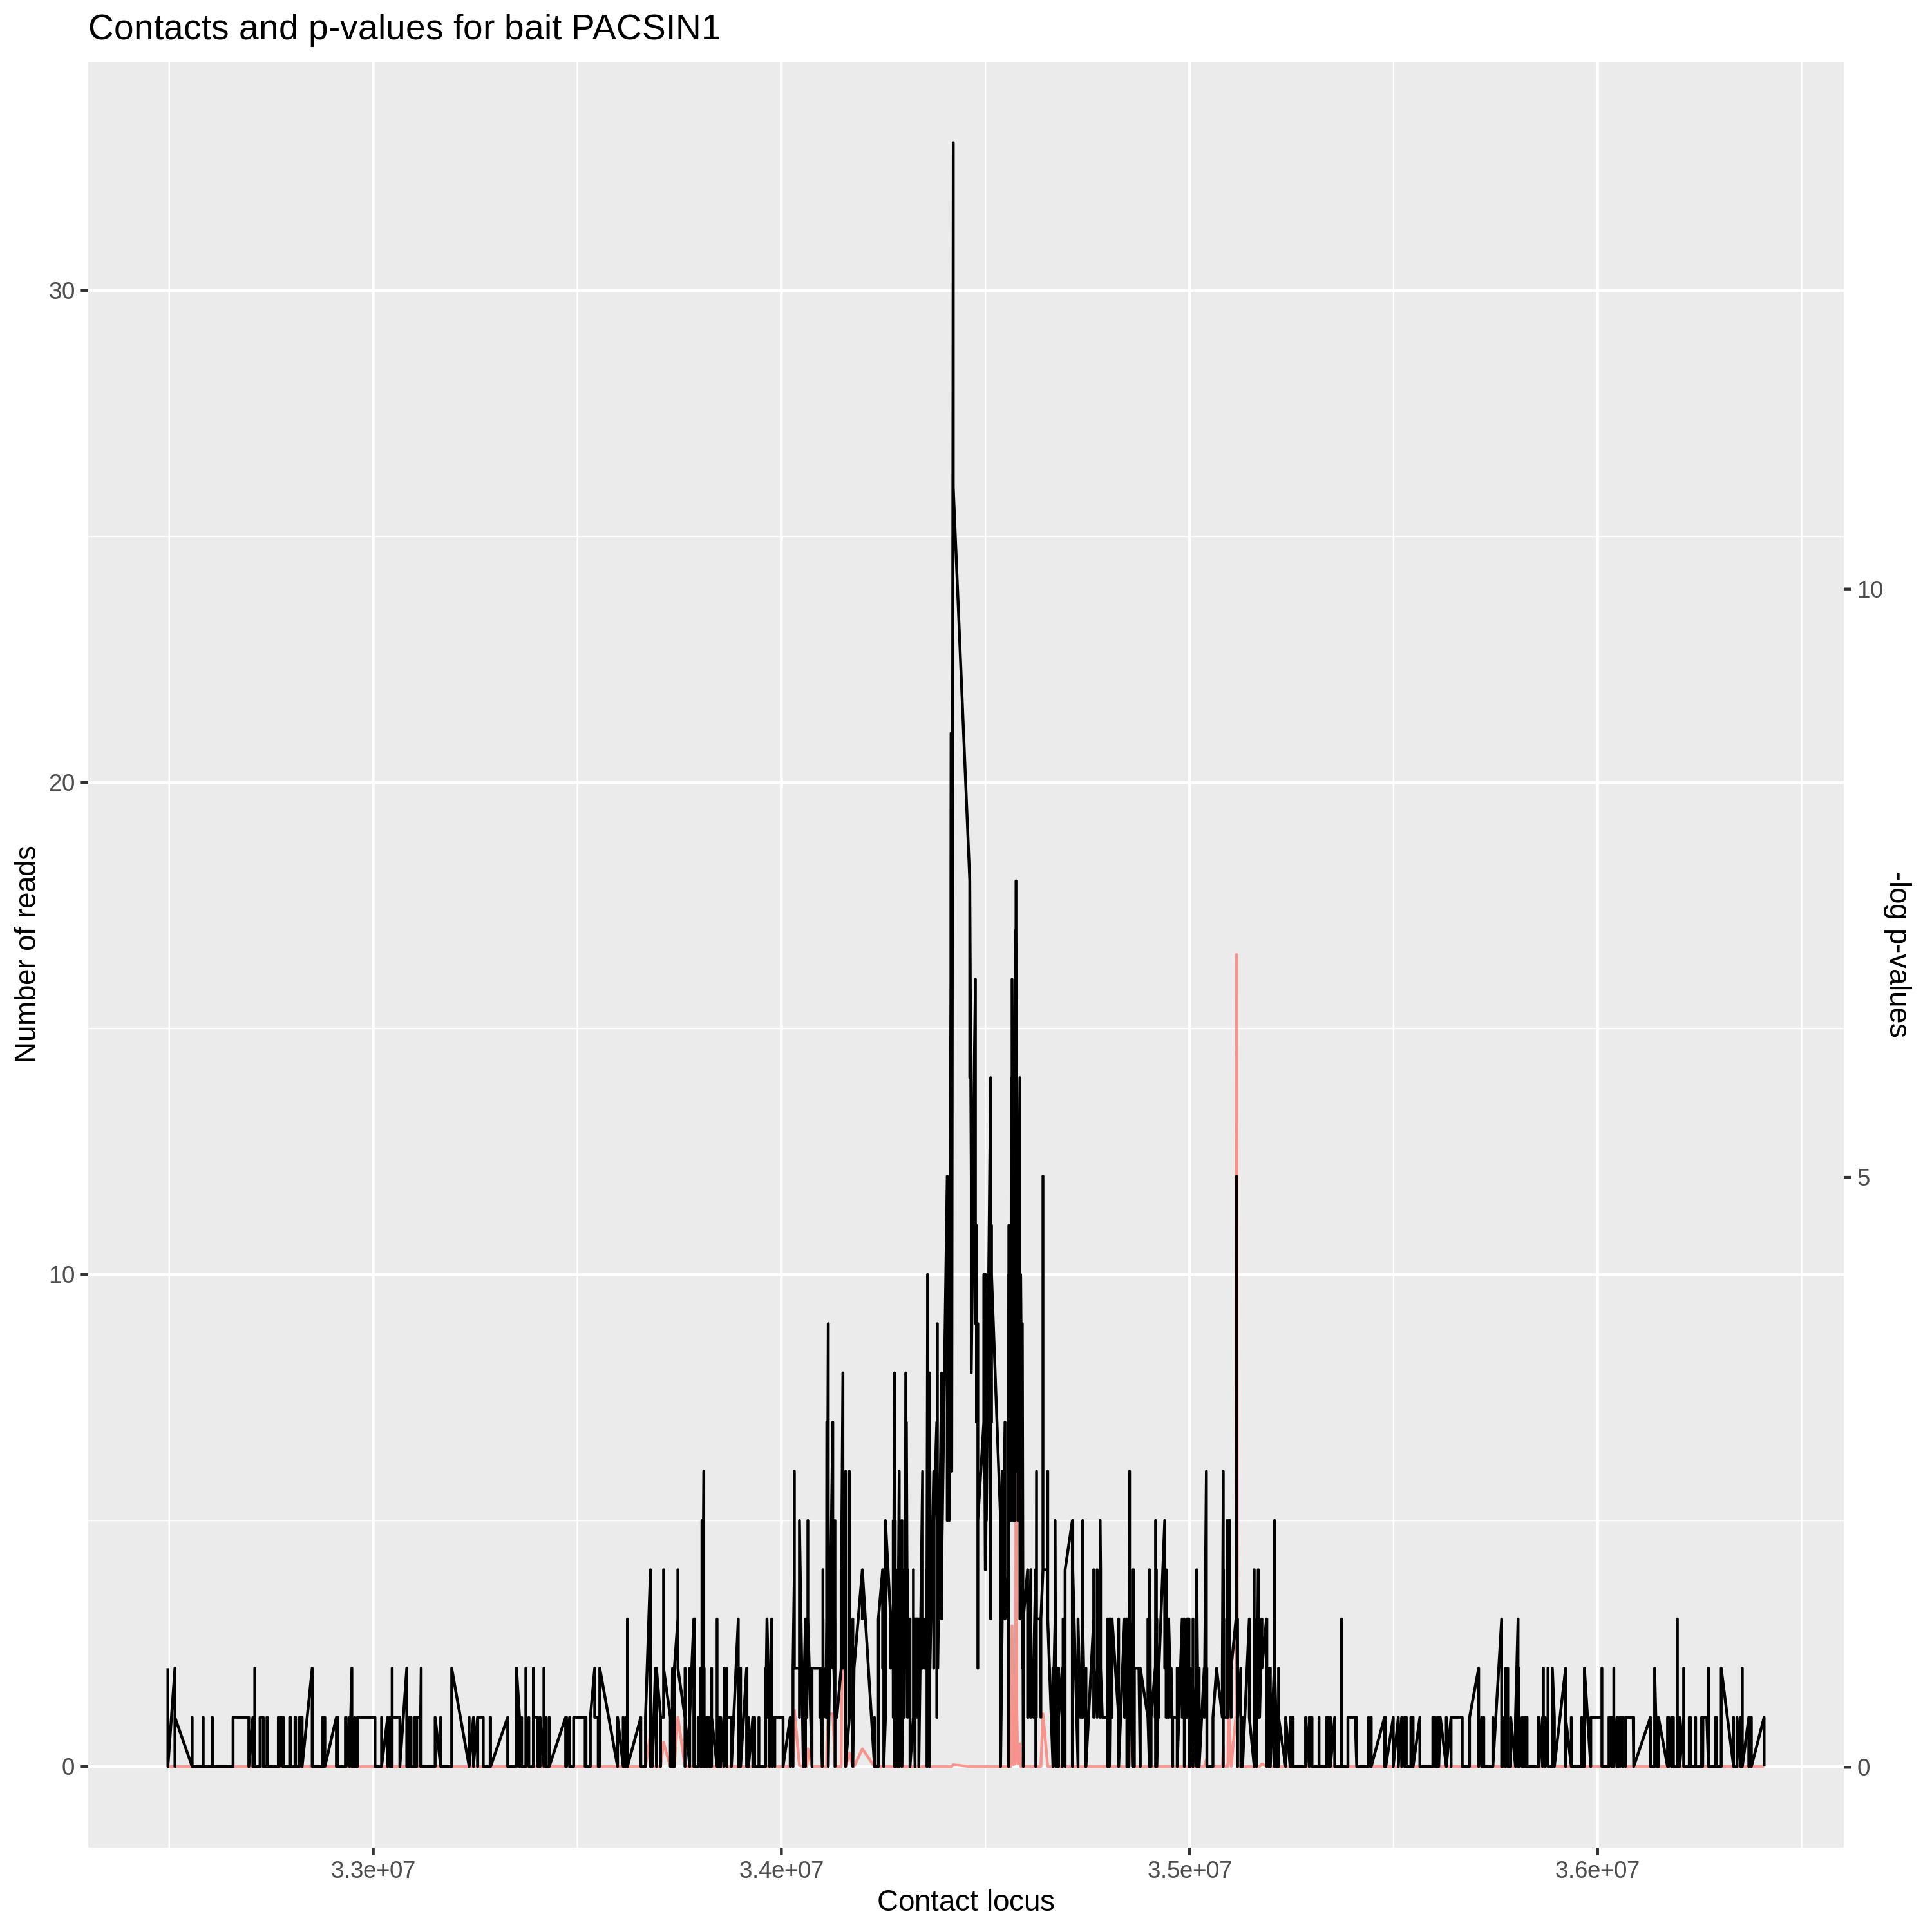 Contacts and p-values for bait PACSIN1
30
20
10
0
Number of reads
10
5
0
-log p-values
3.3e+07
3.4e+07
3.5e+07
3.6e+07
Contact locus